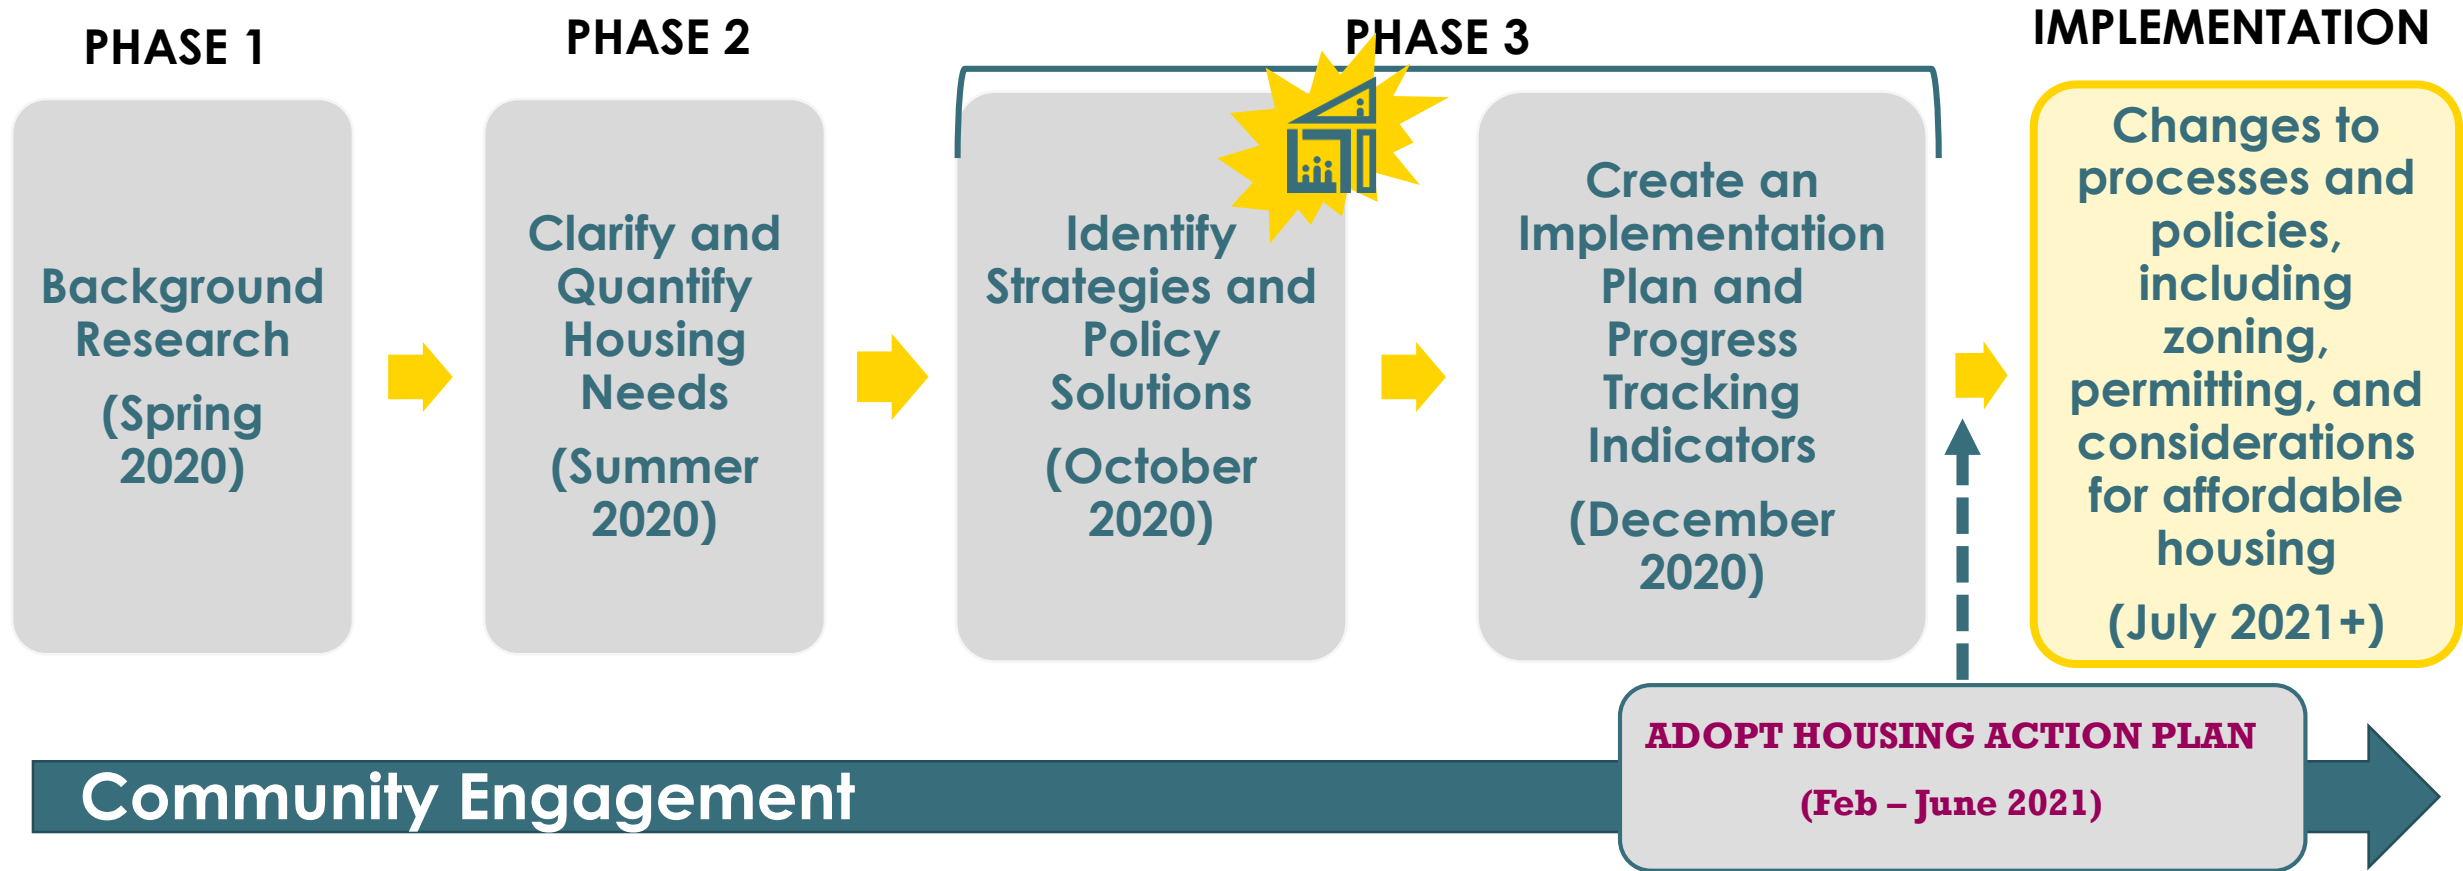 PHASE 1
Background
Research
(Spring
2020)
PHASE 2
Clarify and
Quantify
Housing
Needs
(Summer
2020)
PHASE 3
Identify
Strategies and
Policy
Solutions
(October
2020)
Create an
Implementation
Plan and
Progress
Tracking
Indicators
(December
2020)
IMPLEMENTATION
Changes to
processes and
policies,
including
zoning,
permitting, and
considerations
for affordable
housing
(July 2021+)
ADOPT HOUSING ACTION PLAN
(Feb – June 2021)
Community Engagement